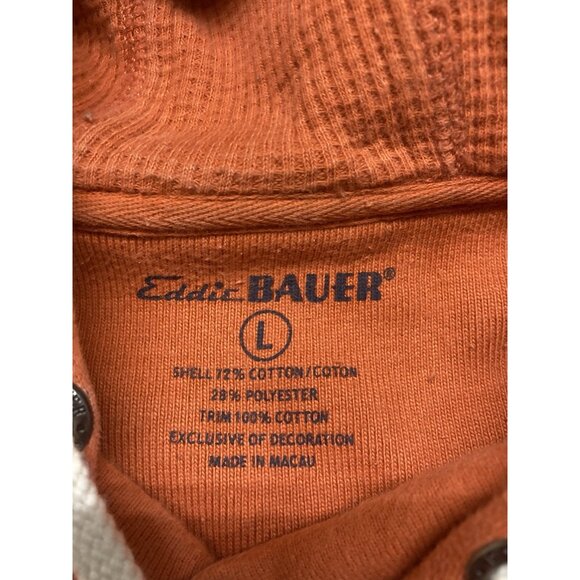 Eddie BAUER®
L
SHELL 72% COTTON/COTON
28% POLYESTER
TRIM 100% COTTON
EXCLUSIVE OF DECORATION
MADE IN MACAU